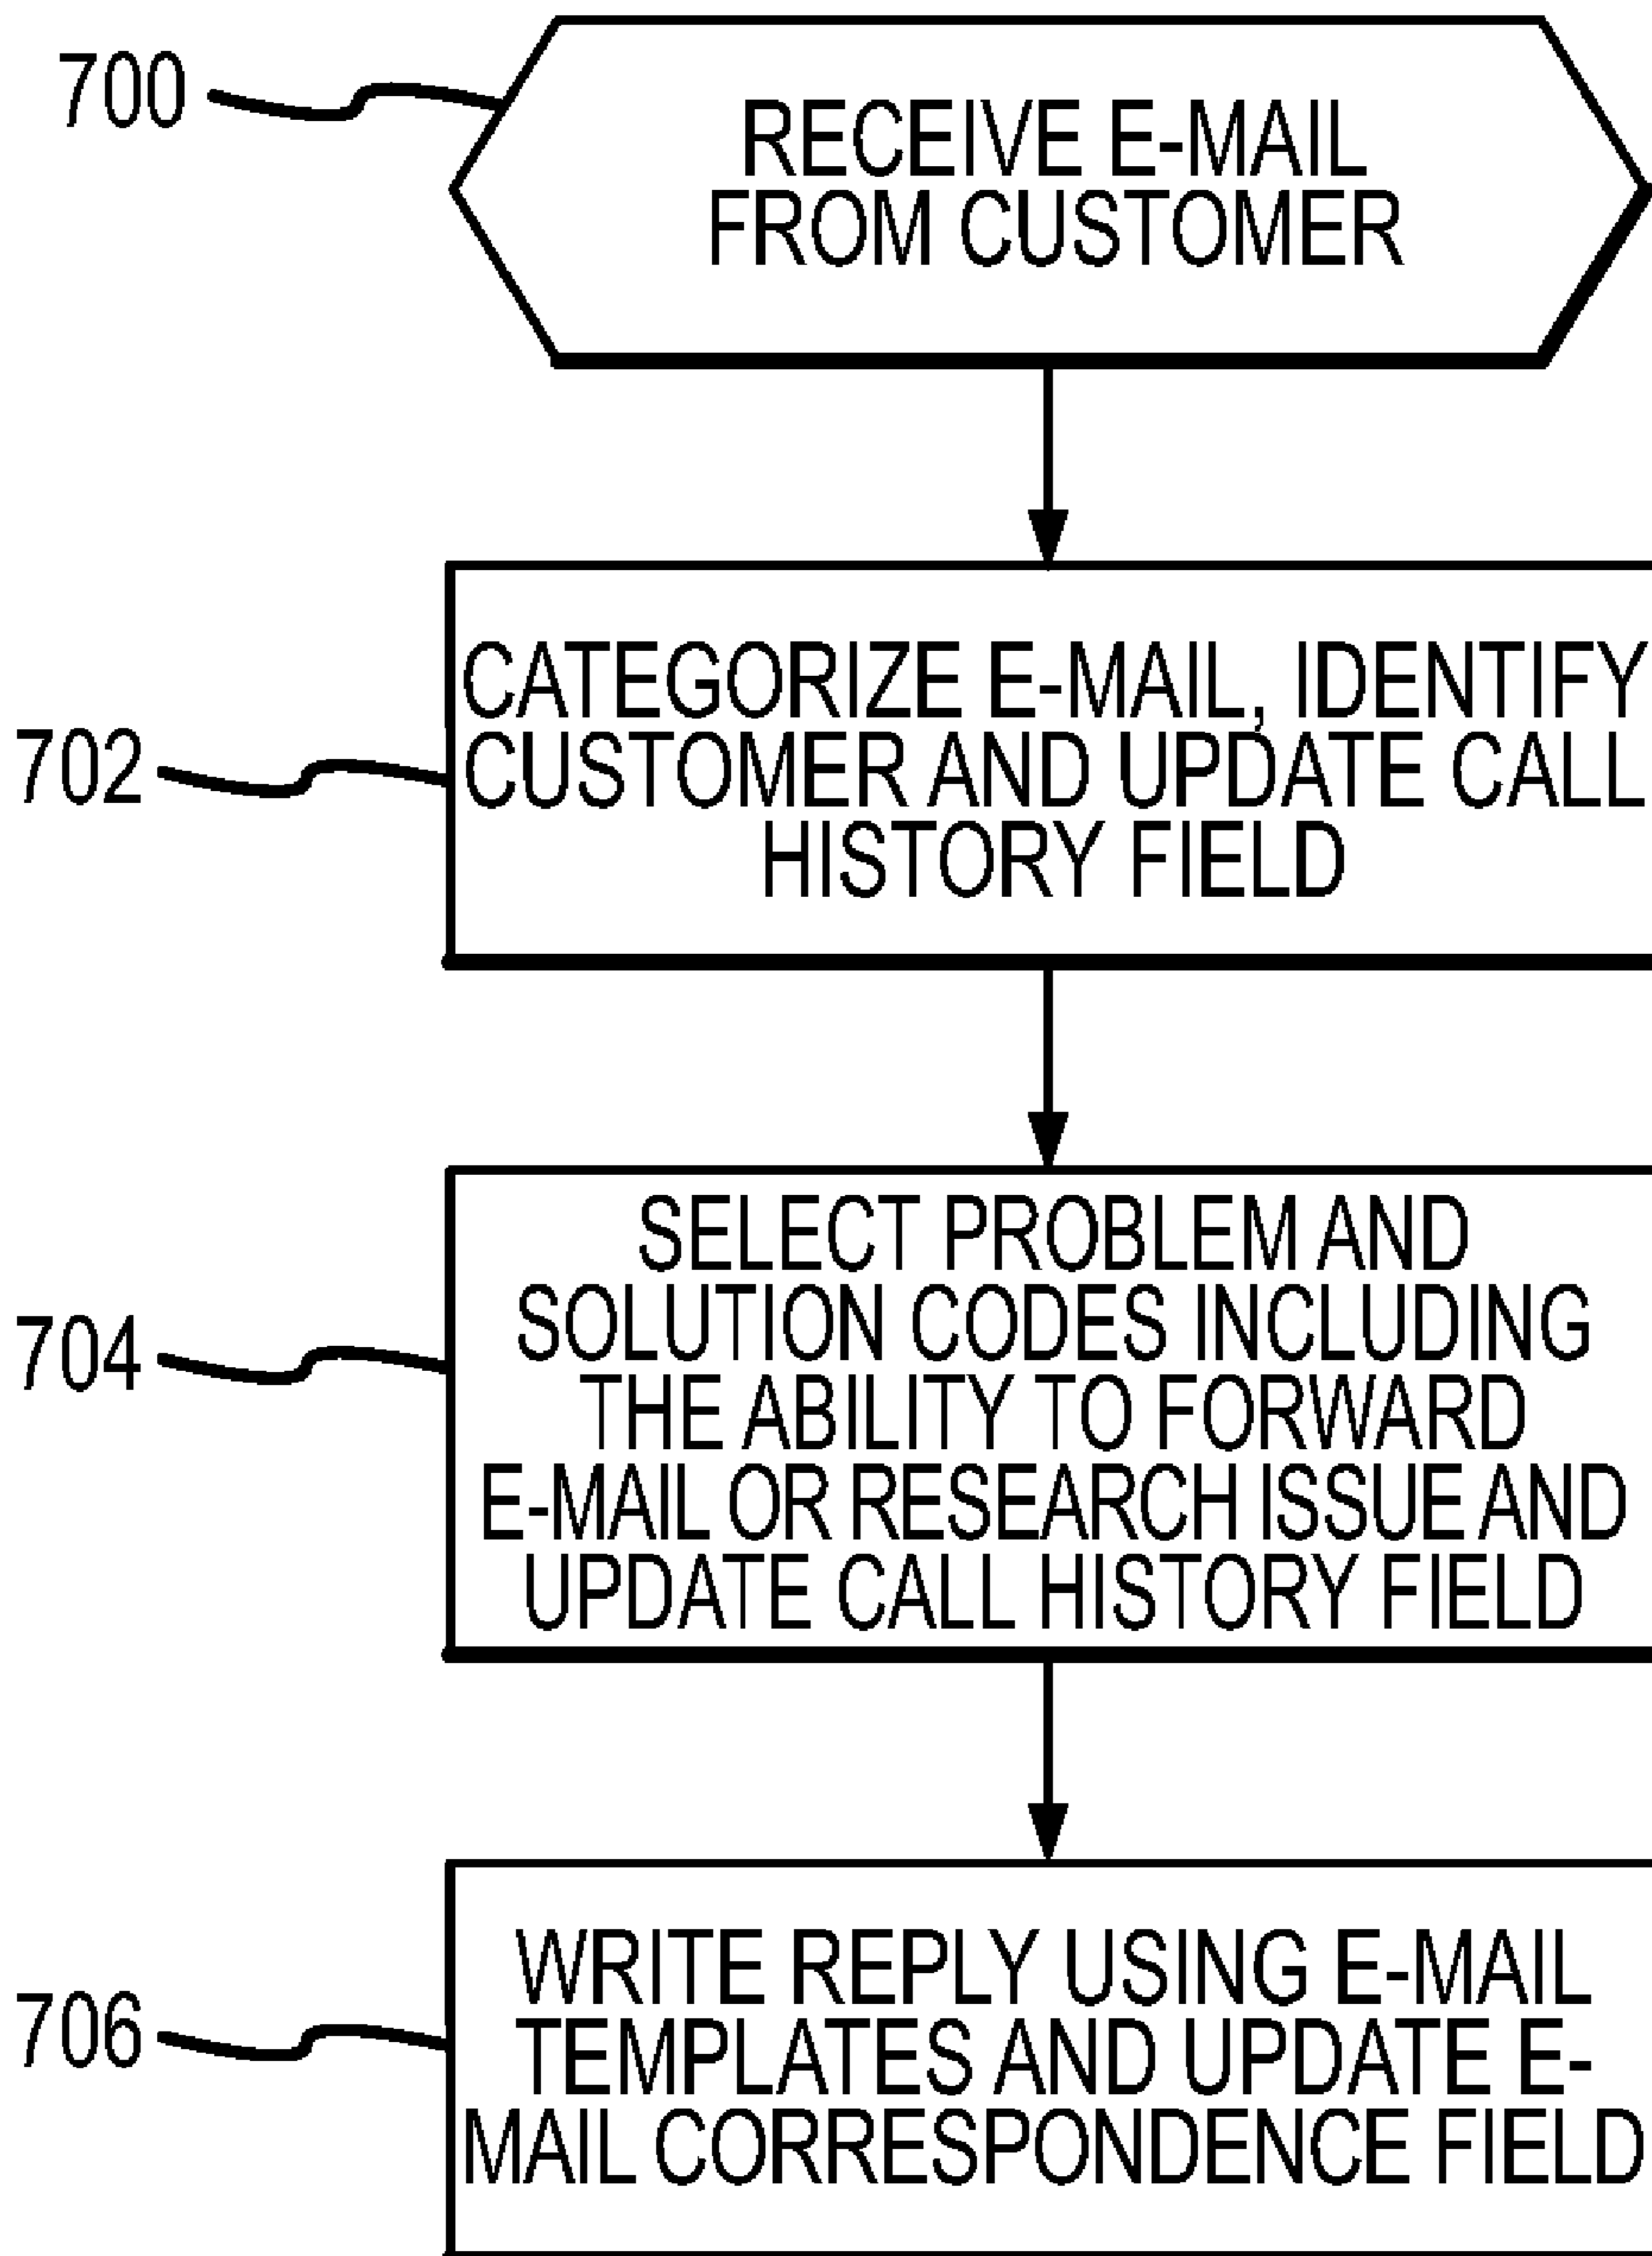 700
RECEIVE E-MAIL
FROM CUSTOMER
702
CATEGORIZE E-MAIL, IDENTIFY
CUSTOMER AND UPDATE CALL
HISTORY FIELD
704
SELECT PROBLEM AND
SOLUTION CODES INCLUDING
THE ABILITY TO FORWARD
E-MAIL OR RESEARCH ISSUE AND
UPDATE CALL HISTORY FIELD
706
WRITE REPLY USING E-MAIL
TEMPLATES AND UPDATE E-
MAIL CORRESPONDENCE FIELD